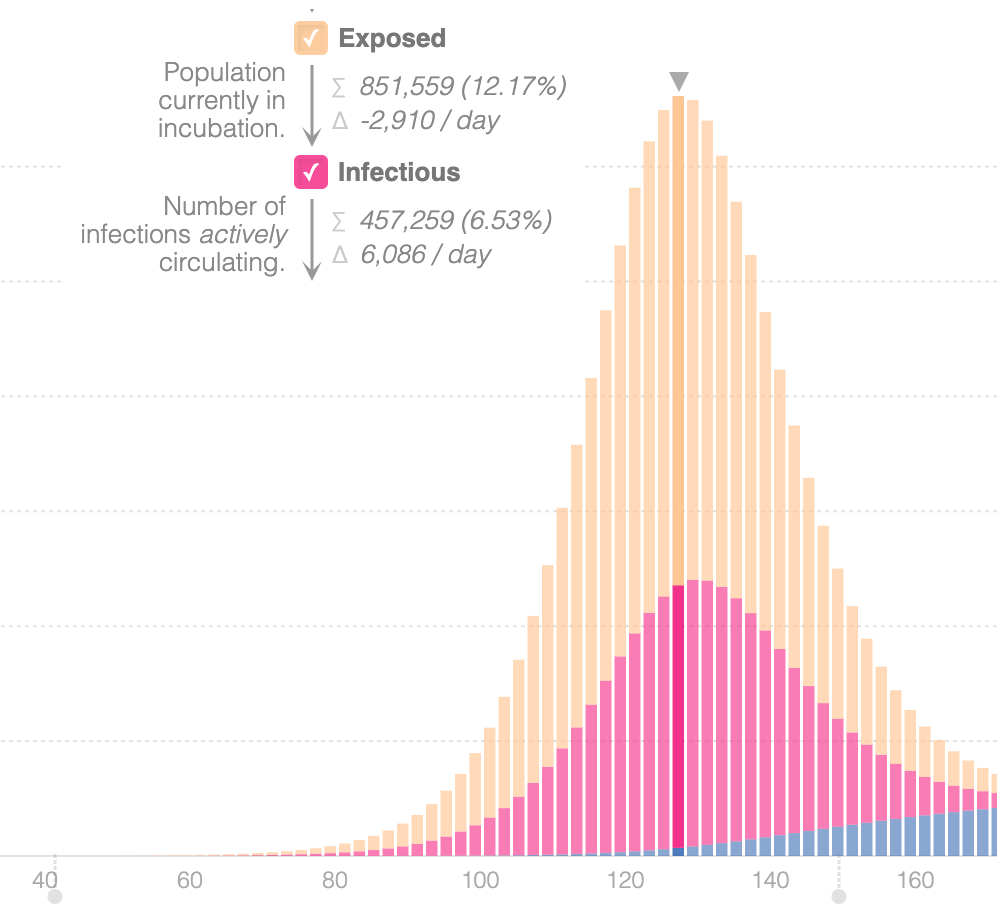 Exposed
Population
currently in
incubation.
∑ 851,559 (12.17%)
Δ -2,910 / day
Infectious
Number of
infections actively
circulating.
∑ 457,259 (6.53%)
Δ 6,086 / day
40 60 80 100 120 140 160